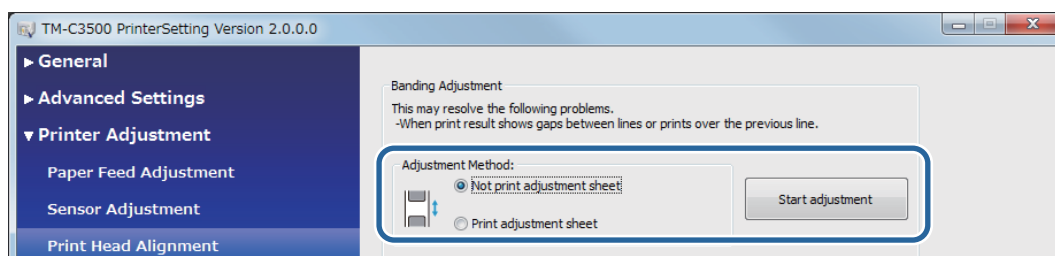 TM-C3500 PrinterSetting Version 2.0.0.0
General
Advanced Settings
Printer Adjustment
Paper Feed Adjustment
Sensor Adjustment
Print Head Alignment
Banding Adjustment
This may resolve the following problems.
-When print result shows gaps between lines or prints over the previous line.
Adjustment Method:
Not print adjustment sheet
Print adjustment sheet
Start adjustment